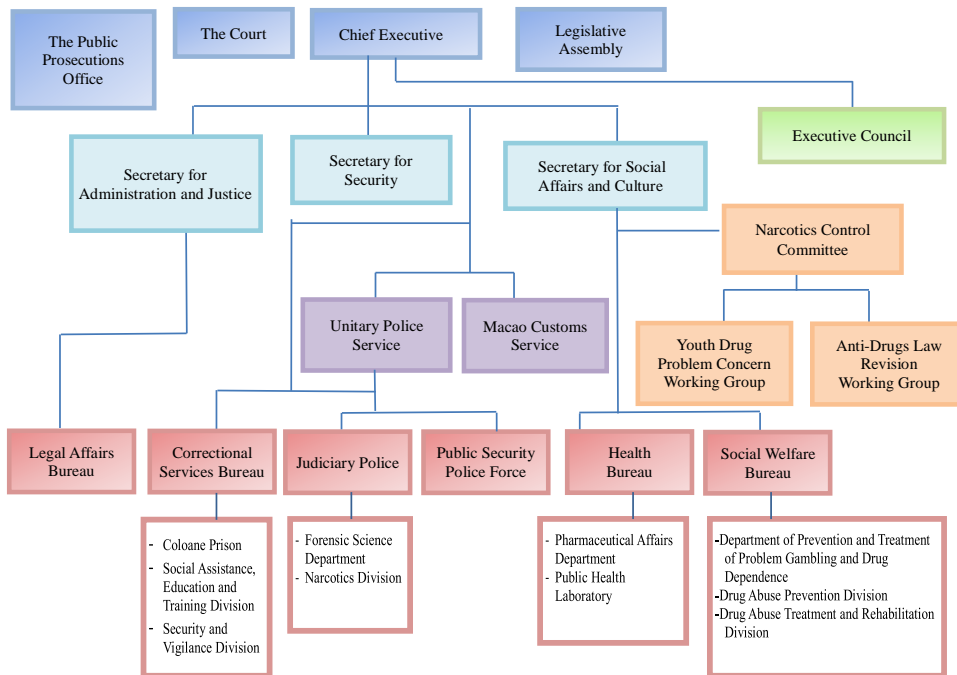 The Public
Prosecutions
Office
The Court
Chief Executive
Legislative
Assembly
Executive Council
Secretary for
Administration and Justice
Secretary for
Security
Secretary for Social
Affairs and Culture
Narcotics Control
Committee
Unitary Police
Service
Macao Customs
Service
Youth Drug
Problem Concern
Working Group
Anti-Drugs Law
Revision
Working Group
Legal Affairs
Bureau
Correctional
Services Bureau
Judiciary Police
Public Security
Police Force
Health
Bureau
Social Welfare
Bureau
- Coloane Prison
- Social Assistance,
Education and
Training Division
- Security and
Vigilance Division
- Forensic Science
Department
- Narcotics Division
- Pharmaceutical Affairs
Department
- Public Health
Laboratory
-Department of Prevention and Treatment
of Problem Gambling and Drug
Dependence
-Drug Abuse Prevention Division
-Drug Abuse Treatment and Rehabilitation
Division